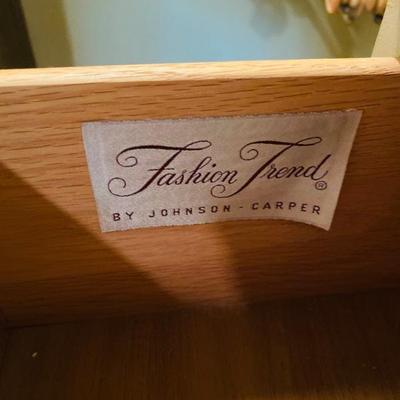 Fashion Trend®
BY JOHNSON-CARPER